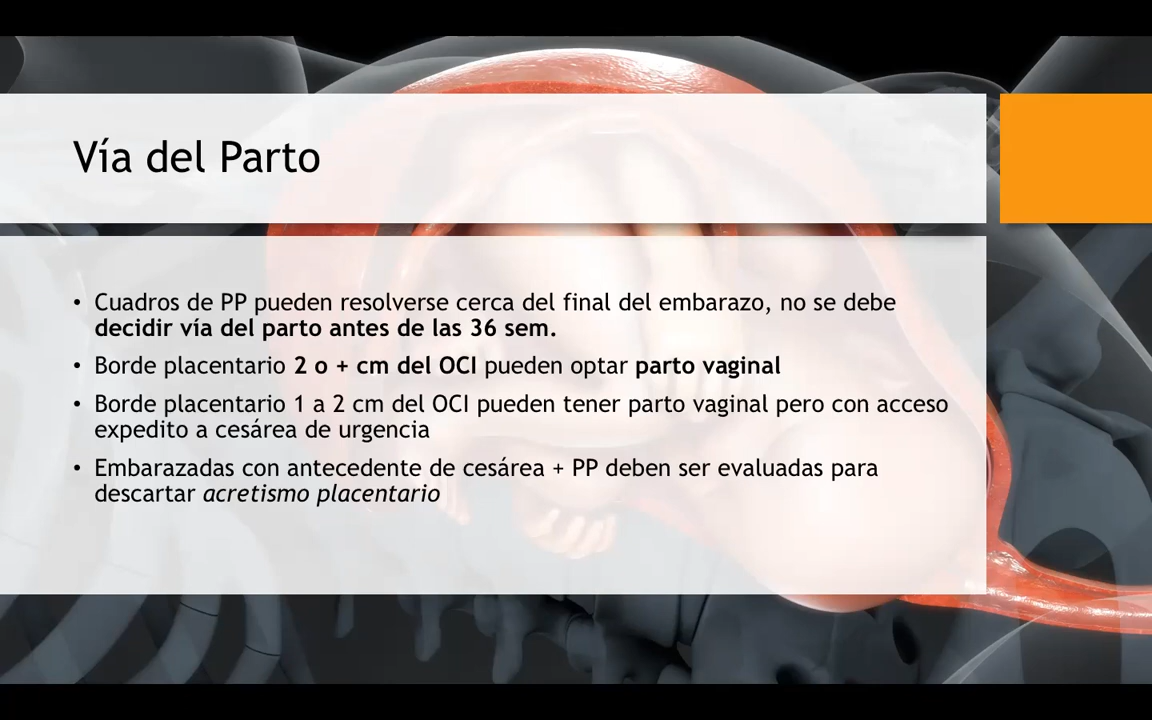 Vía del Parto
• Cuadros de PP pueden resolverse cerca del final del embarazo, no se debe
decidir vía del parto antes de las 36 sem.
• Borde placentario 2 o + cm del OCI pueden optar parto vaginal
• Borde placentario 1 a 2 cm del OCI pueden tener parto vaginal pero con acceso
expedito a cesárea de urgencia
• Embarazadas con antecedente de cesárea + PP deben ser evaluadas para
descartar acretismo placentario